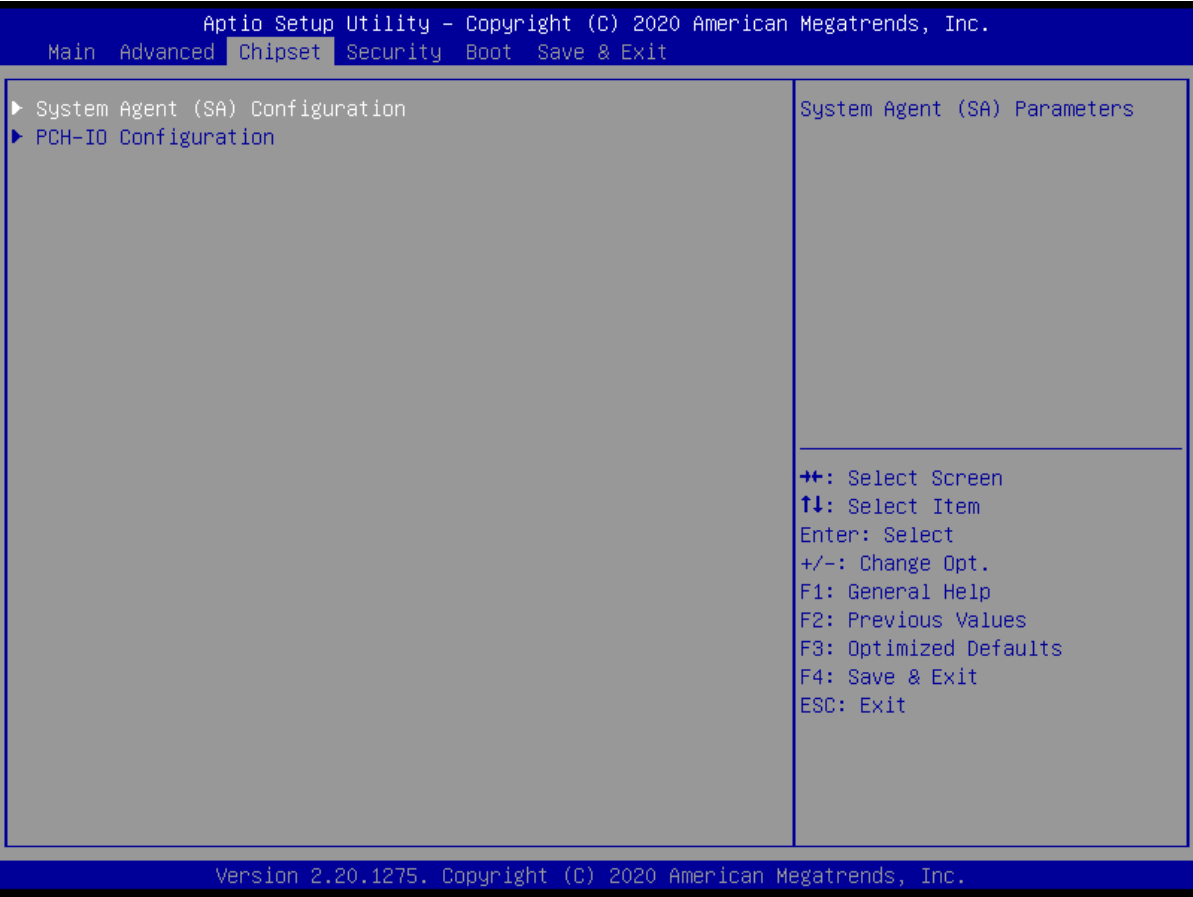 Aptio Setup Utility – Copyright (C) 2020 American Megatrends, Inc.
Main Advanced Chipset Security Boot Save & Exit
System Agent (SA) Configuration
PCH-IO Configuration
System Agent (SA) Parameters
→←: Select Screen
↑↓: Select Item
Enter: Select
+/-: Change Opt.
F1: General Help
F2: Previous Values
F3: Optimized Defaults
F4: Save & Exit
ESC: Exit
Version 2.20.1275. Copyright (C) 2020 American Megatrends, Inc.